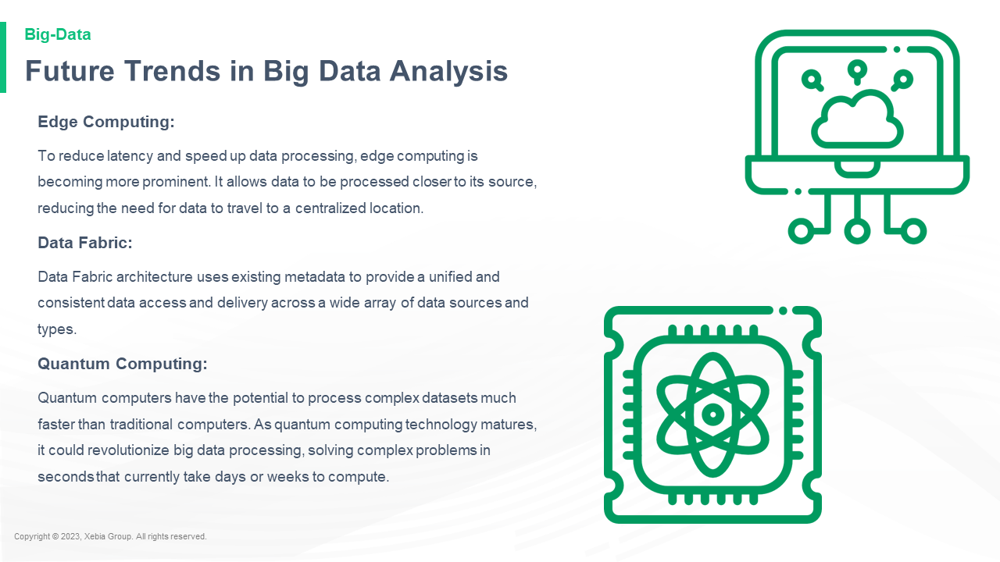 Big-Data
Future Trends in Big Data Analysis
Edge Computing:
To reduce latency and speed up data processing, edge computing is
becoming more prominent. It allows data to be processed closer to its source,
reducing the need for data to travel to a centralized location.
Data Fabric:
Data Fabric architecture uses existing metadata to provide a unified and
consistent data access and delivery across a wide array of data sources and
types.
Quantum Computing:
Quantum computers have the potential to process complex datasets much
faster than traditional computers. As quantum computing technology matures,
it could revolutionize big data processing, solving complex problems in
seconds that currently take days or weeks to compute.
Copyright © 2023, Xebia Group. All rights reserved.